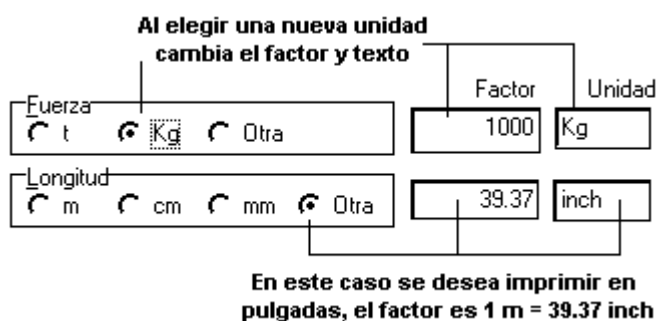 Al elegir una nueva unidad
cambia el factor y texto
Factor Unidad
Fuerza
t Kg Otra 1000 Kg
Longitud
m cm mm Otra 39.37 inch
En este caso se desea imprimir en
pulgadas, el factor es 1 m = 39.37 inch